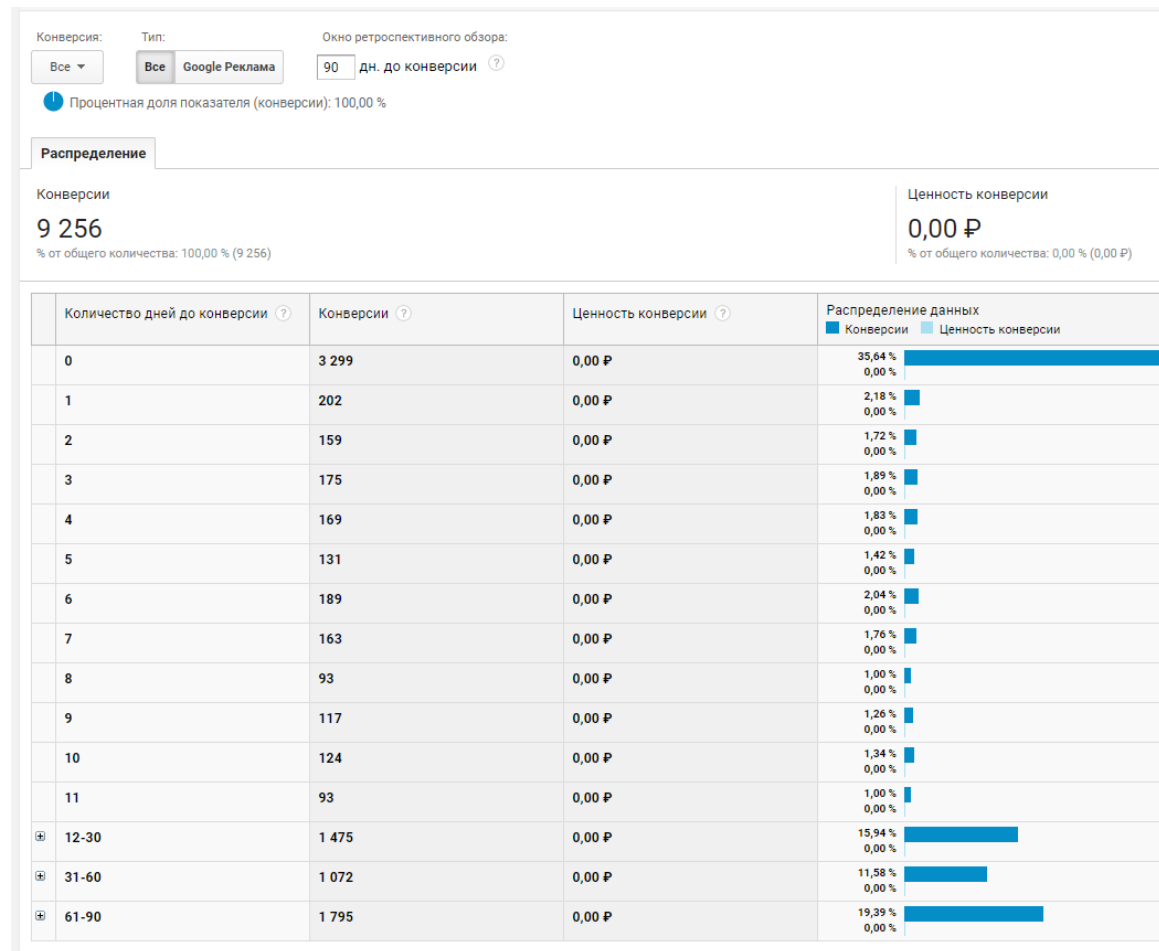 Конверсия: Тип: Окно ретроспективного обзора:
Все Все Google Реклама 90 дн. до конверсии ?
Процентная доля показателя (конверсии): 100,00 %
Распределение
Конверсии Ценность конверсии
9 256 0,00 ₽
% от общего количества: 100,00 % (9 256) % от общего количества: 0,00 % (0,00 ₽)
Количество дней до конверсии ? Конверсии ? Ценность конверсии ? Распределение данных
Конверсии Ценность конверсии
0 3 299 0,00 ₽ 35,64 %
0,00 %
1 202 0,00 ₽ 2,18 %
0,00 %
2 159 0,00 ₽ 1,72 %
0,00 %
3 175 0,00 ₽ 1,89 %
0,00 %
4 169 0,00 ₽ 1,83 %
0,00 %
5 131 0,00 ₽ 1,42 %
0,00 %
6 189 0,00 ₽ 2,04 %
0,00 %
7 163 0,00 ₽ 1,76 %
0,00 %
8 93 0,00 ₽ 1,00 %
0,00 %
9 117 0,00 ₽ 1,26 %
0,00 %
10 124 0,00 ₽ 1,34 %
0,00 %
11 93 0,00 ₽ 1,00 %
0,00 %
12-30 1 475 0,00 ₽ 15,94 %
0,00 %
31-60 1 072 0,00 ₽ 11,58 %
0,00 %
61-90 1 795 0,00 ₽ 19,39 %
0,00 %